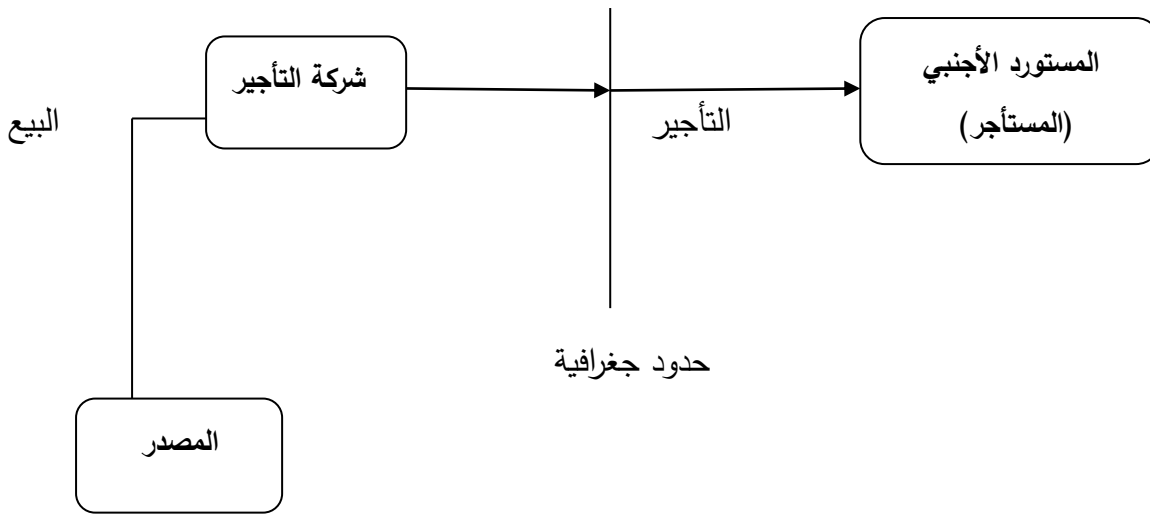 المستورد الأجنبي
(المستأجر)
شركة التأجير
التأجير
البيع
حدود جغرافية
المصدر